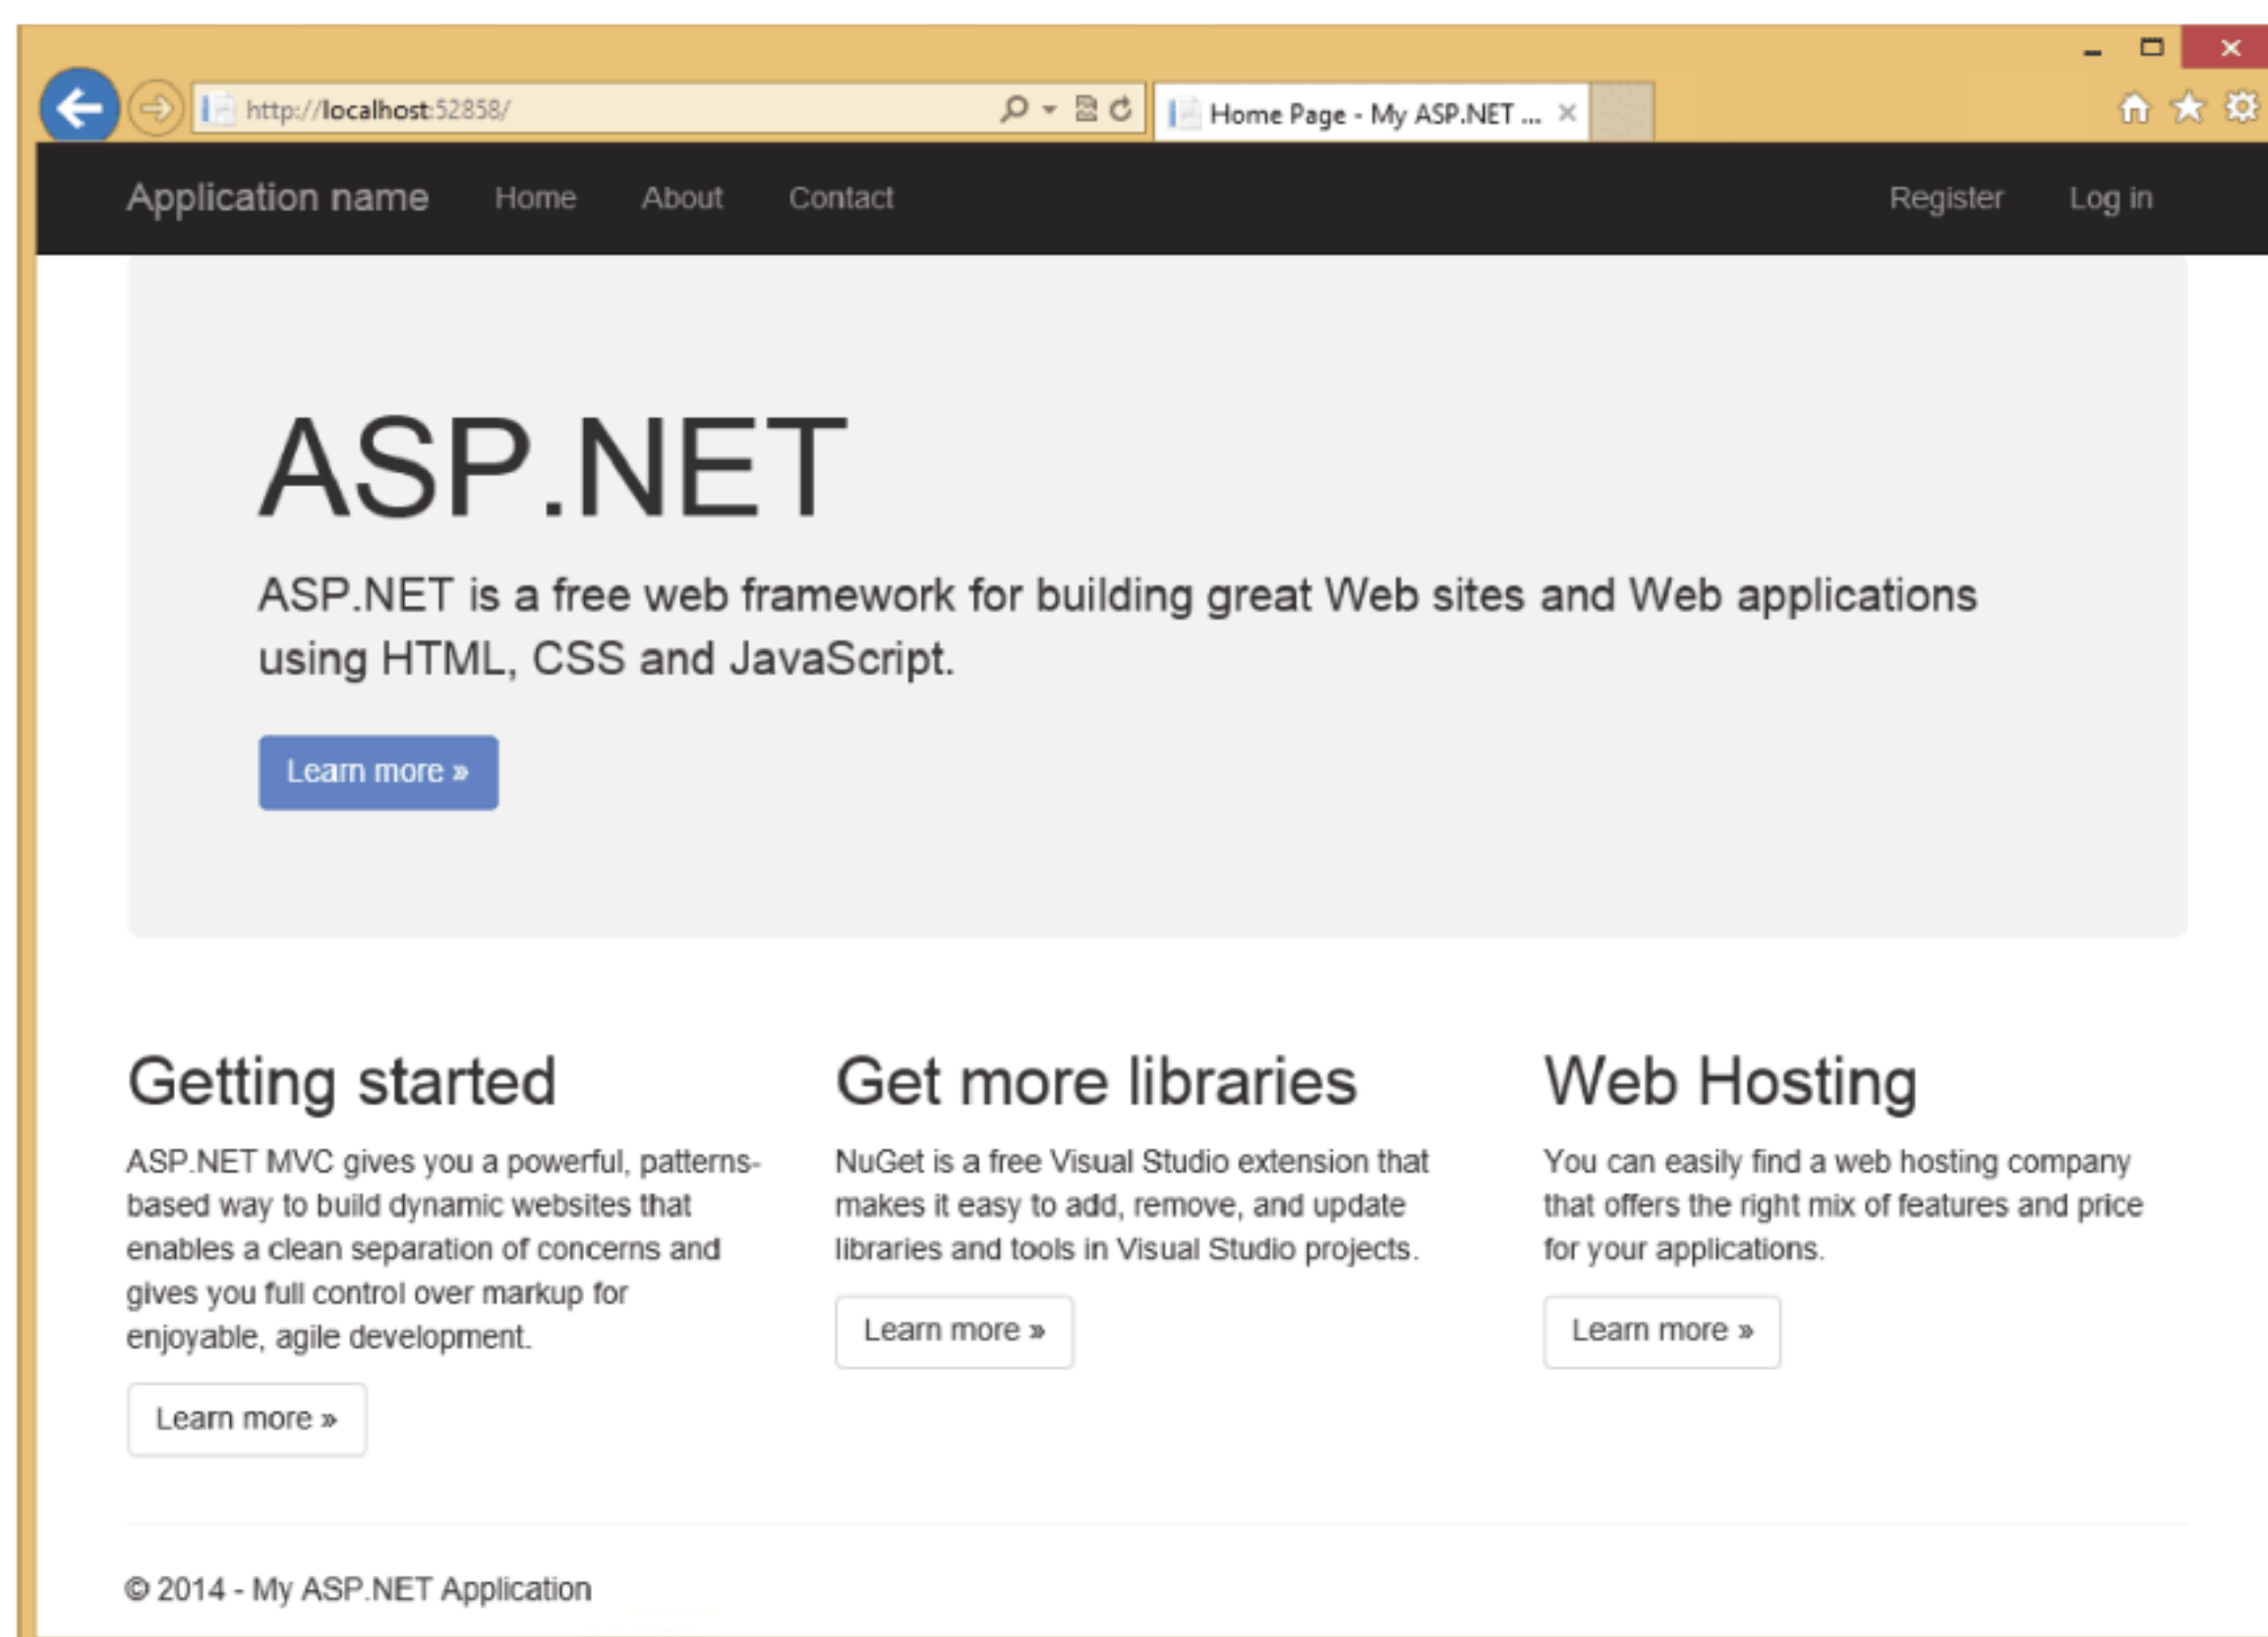 http://localhost:52858/
Home Page - My ASP.NET ...
Application name Home About Contact Register Log in
ASP.NET
ASP.NET is a free web framework for building great Web sites and Web applications
using HTML, CSS and JavaScript.
Learn more »
Getting started
ASP.NET MVC gives you a powerful, patterns-
based way to build dynamic websites that
enables a clean separation of concerns and
gives you full control over markup for
enjoyable, agile development.
Learn more »
Get more libraries
NuGet is a free Visual Studio extension that
makes it easy to add, remove, and update
libraries and tools in Visual Studio projects.
Learn more »
Web Hosting
You can easily find a web hosting company
that offers the right mix of features and price
for your applications.
Learn more »
© 2014 - My ASP.NET Application